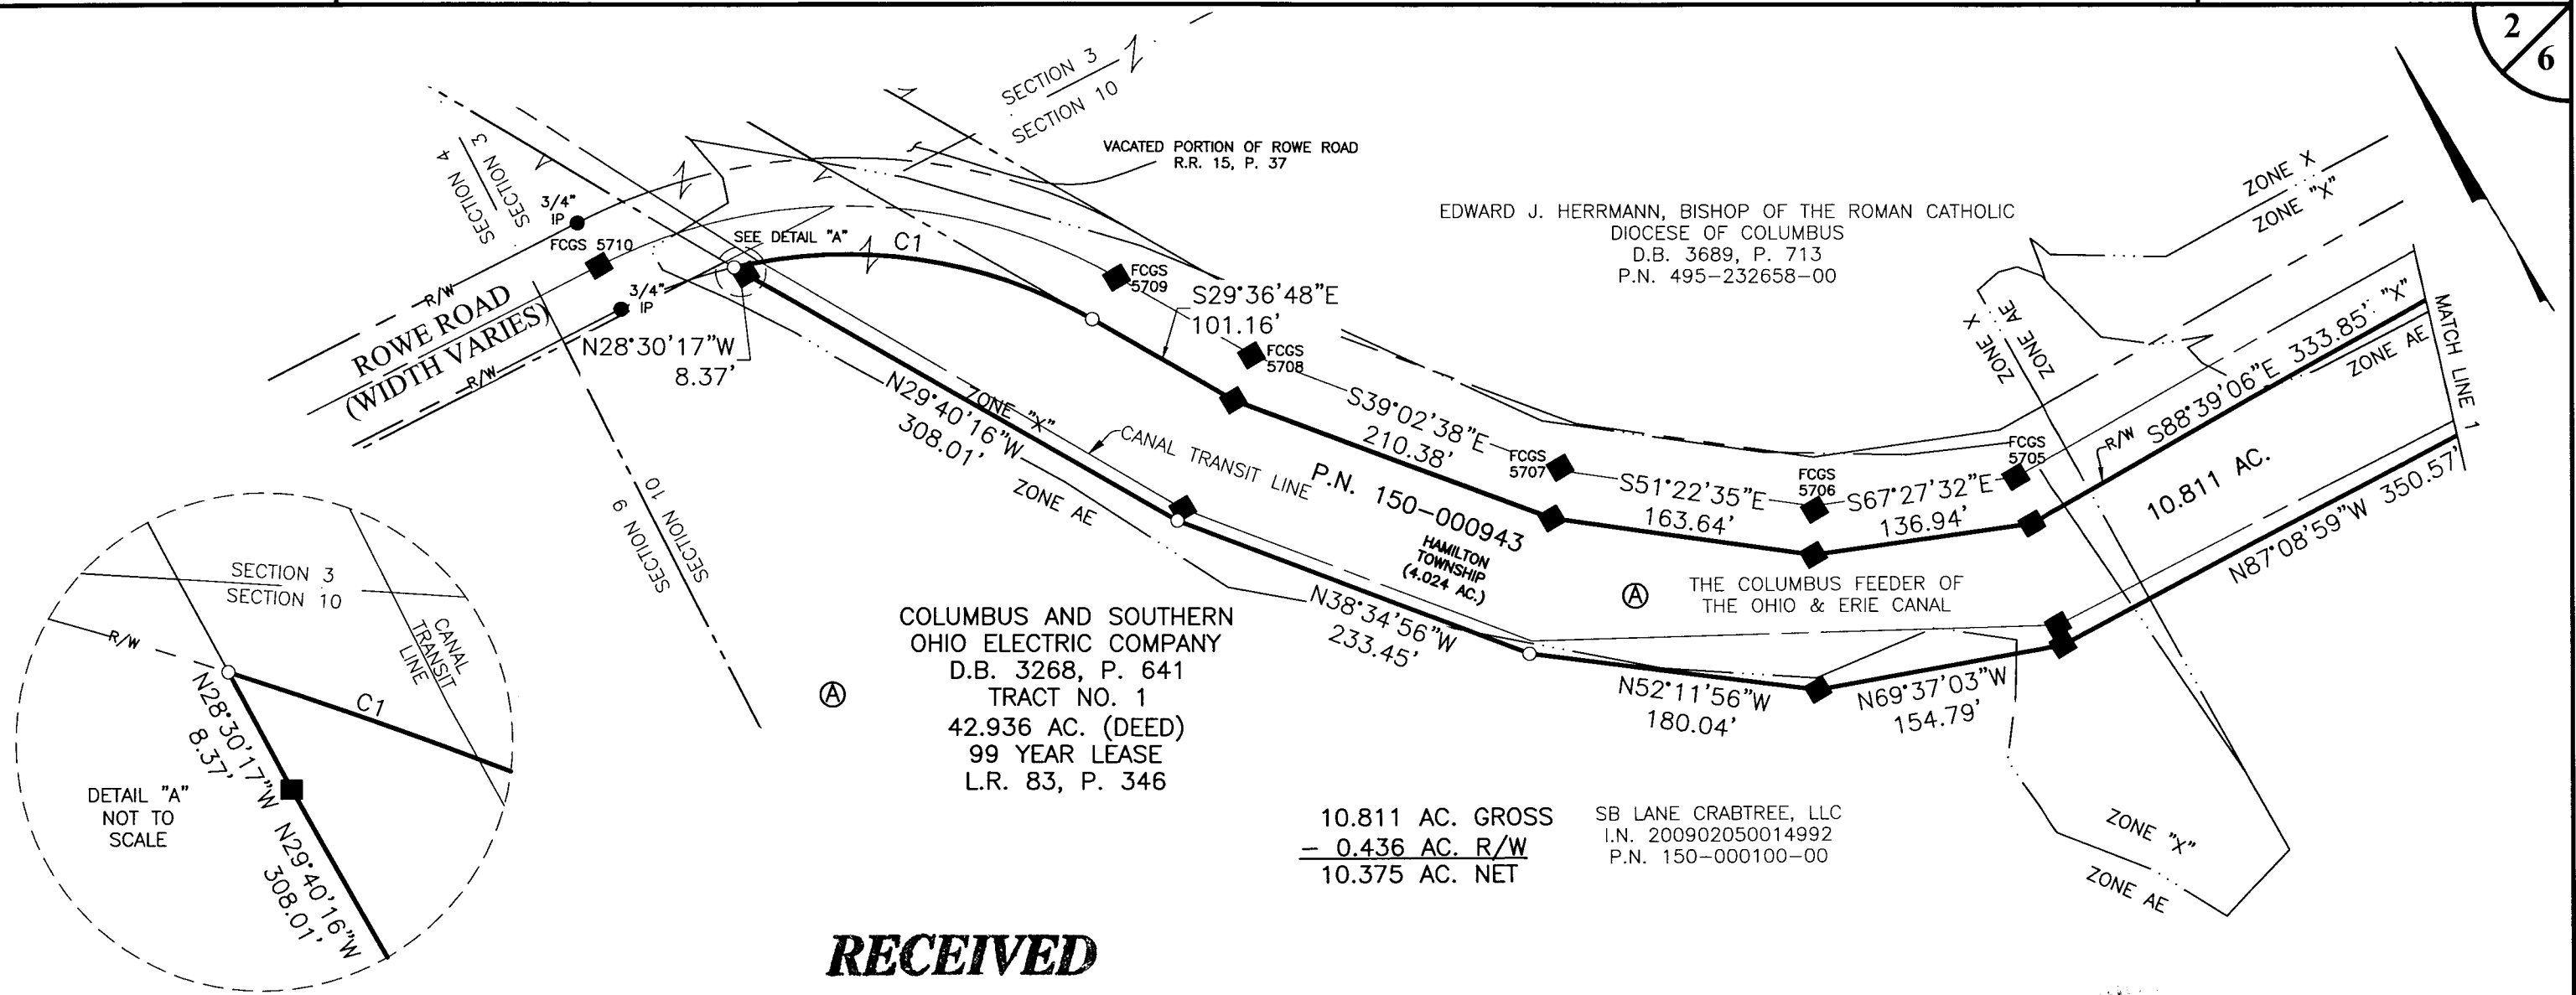 2
6
SECTION 3
SECTION 10
VACATED PORTION OF ROWE ROAD
R.R. 15, P. 37
SECTION 3
SECTION 4
3/4"
IP
FCGS 5710
SEE DETAIL "A"
C1
FCGS
5709
3/4"
IP
R/W
ROWE ROAD
(WIDTH VARIES)
R/W
N28°30'17"W
8.37'
S29°36'48"E
101.16'
FCGS
5708
EDWARD J. HERRMANN, BISHOP OF THE ROMAN CATHOLIC
DIOCESE OF COLUMBUS
D.B. 3689, P. 713
P.N. 495-232658-00
ZONE X
ZONE "X"
ZONE AE
ZONE X
S88°39'06"E 333.85'
"X"
ZONE AE
MATCH LINE 1
N29°40'16"W
308.01'
ZONE "X"
CANAL TRANSIT LINE
ZONE AE
S39°02'38"E
210.38'
FCGS
5707
S51°22'35"E
163.64'
FCGS
5706
S67°27'32"E
136.94'
FCGS
5705
R/W
10.811 AC.
N87°08'59"W 350.57'
P.N. 150-000943
HAMILTON
TOWNSHIP
(4.024 AC.)
A
THE COLUMBUS FEEDER OF
THE OHIO & ERIE CANAL
SECTION 10
SECTION 9
N38°34'56"W
233.45'
N52°11'56"W
180.04'
N69°37'03"W
154.79'
A
COLUMBUS AND SOUTHERN
OHIO ELECTRIC COMPANY
D.B. 3268, P. 641
TRACT NO. 1
42.936 AC. (DEED)
99 YEAR LEASE
L.R. 83, P. 346
SECTION 3
SECTION 10
R/W
CANAL
TRANSIT
LINE
C1
N28°30'17"W
8.37'
N29°40'16"W
308.01'
DETAIL "A"
NOT TO
SCALE
10.811 AC. GROSS
- 0.436 AC. R/W
10.375 AC. NET
SB LANE CRABTREE, LLC
I.N. 200902050014992
P.N. 150-000100-00
ZONE "X"
ZONE AE
RECEIVED